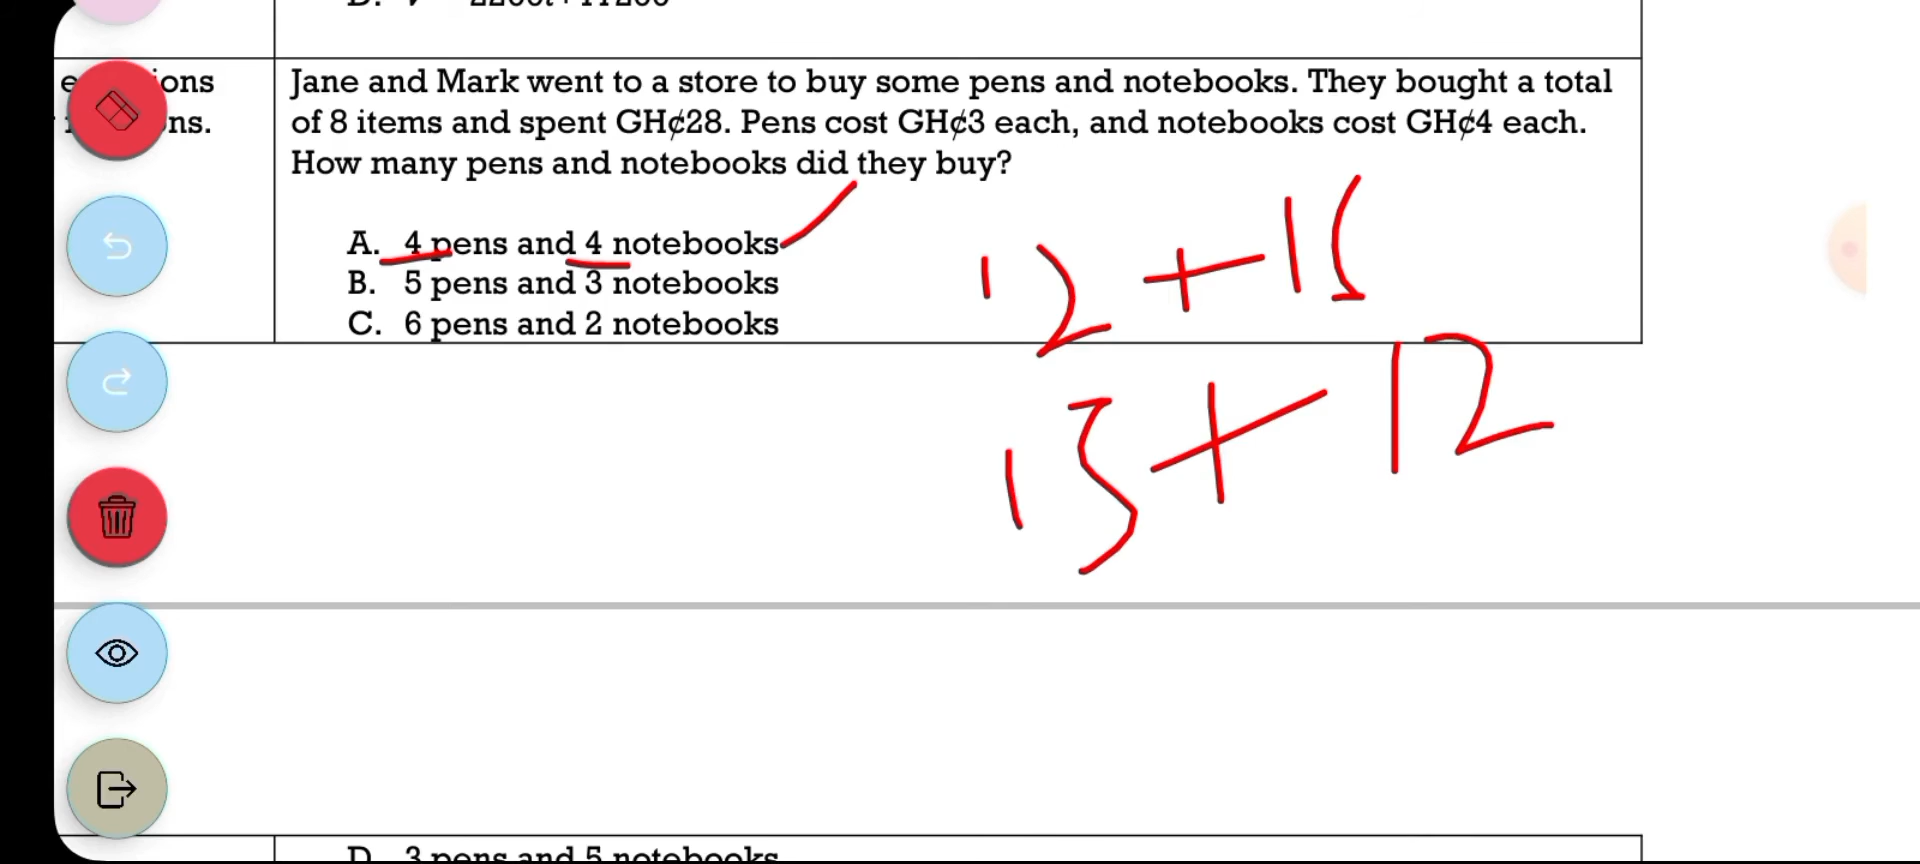 ions
ns.
Jane and Mark went to a store to buy some pens and notebooks. They bought a total
of 8 items and spent GH¢28. Pens cost GH¢3 each, and notebooks cost GH¢4 each.
How many pens and notebooks did they buy?
A. 4 pens and 4 notebooks
B. 5 pens and 3 notebooks
C. 6 pens and 2 notebooks
12 + 16
15 + 12
D. 3 pens and 5 notebooks